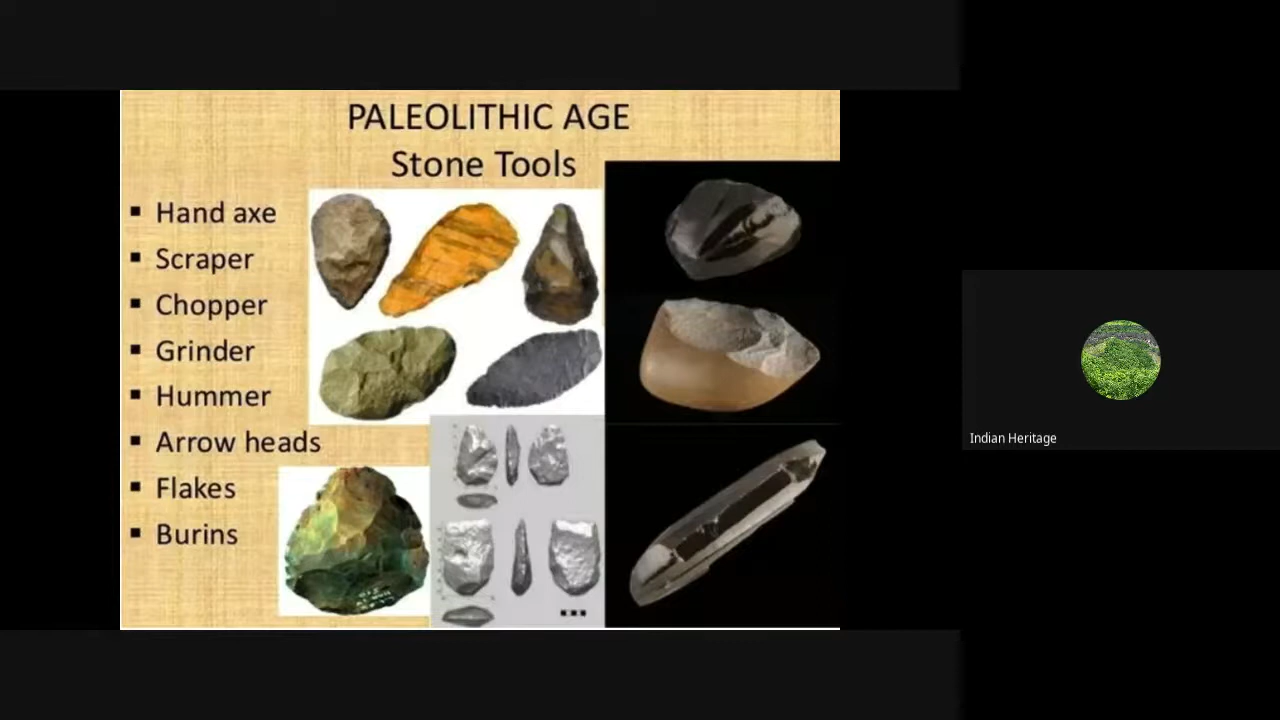 PALEOLITHIC AGE
Stone Tools
▪ Hand axe
▪ Scraper
▪ Chopper
▪ Grinder
▪ Hummer
▪ Arrow heads
▪ Flakes
▪ Burins
Indian Heritage